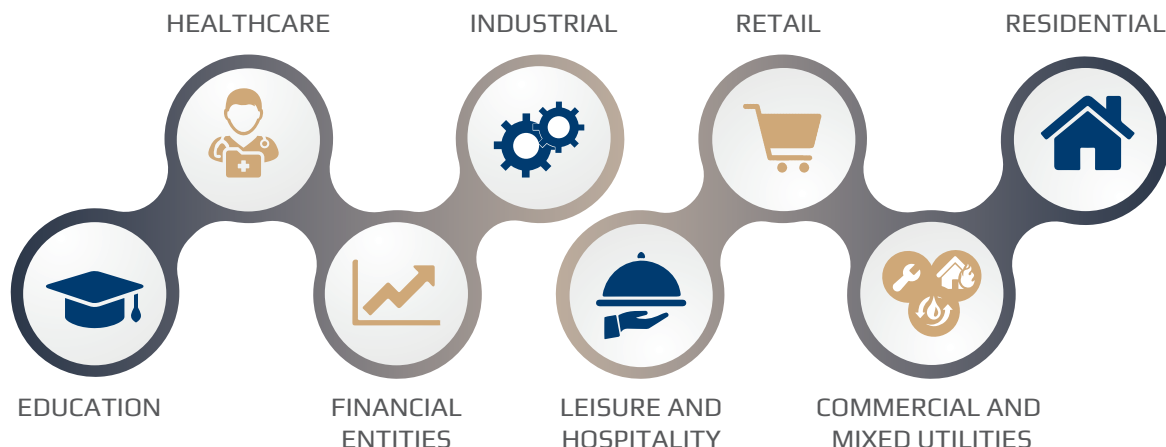 HEALTHCARE
INDUSTRIAL
RETAIL
RESIDENTIAL
EDUCATION
FINANCIAL
ENTITIES
LEISURE AND
HOSPITALITY
COMMERCIAL AND
MIXED UTILITIES